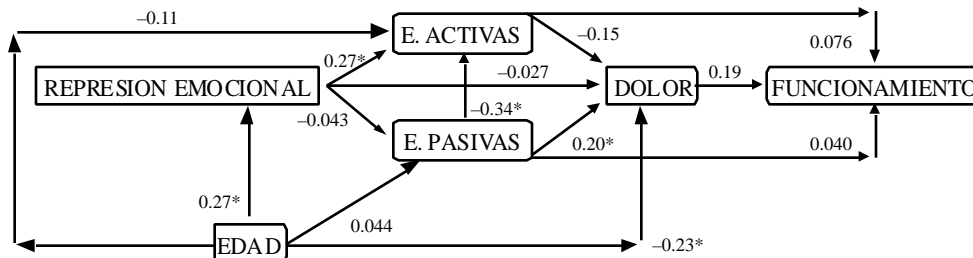 –0.11
E. ACTIVAS
–0.15
0.076
0.27*
–0.027
0.19
REPRESION EMOCIONAL
DOLOR
FUNCIONAMIENTO
–0.043
–0.34*
E. PASIVAS
0.20*
0.040
0.27*
0.044
EDAD
–0.23*